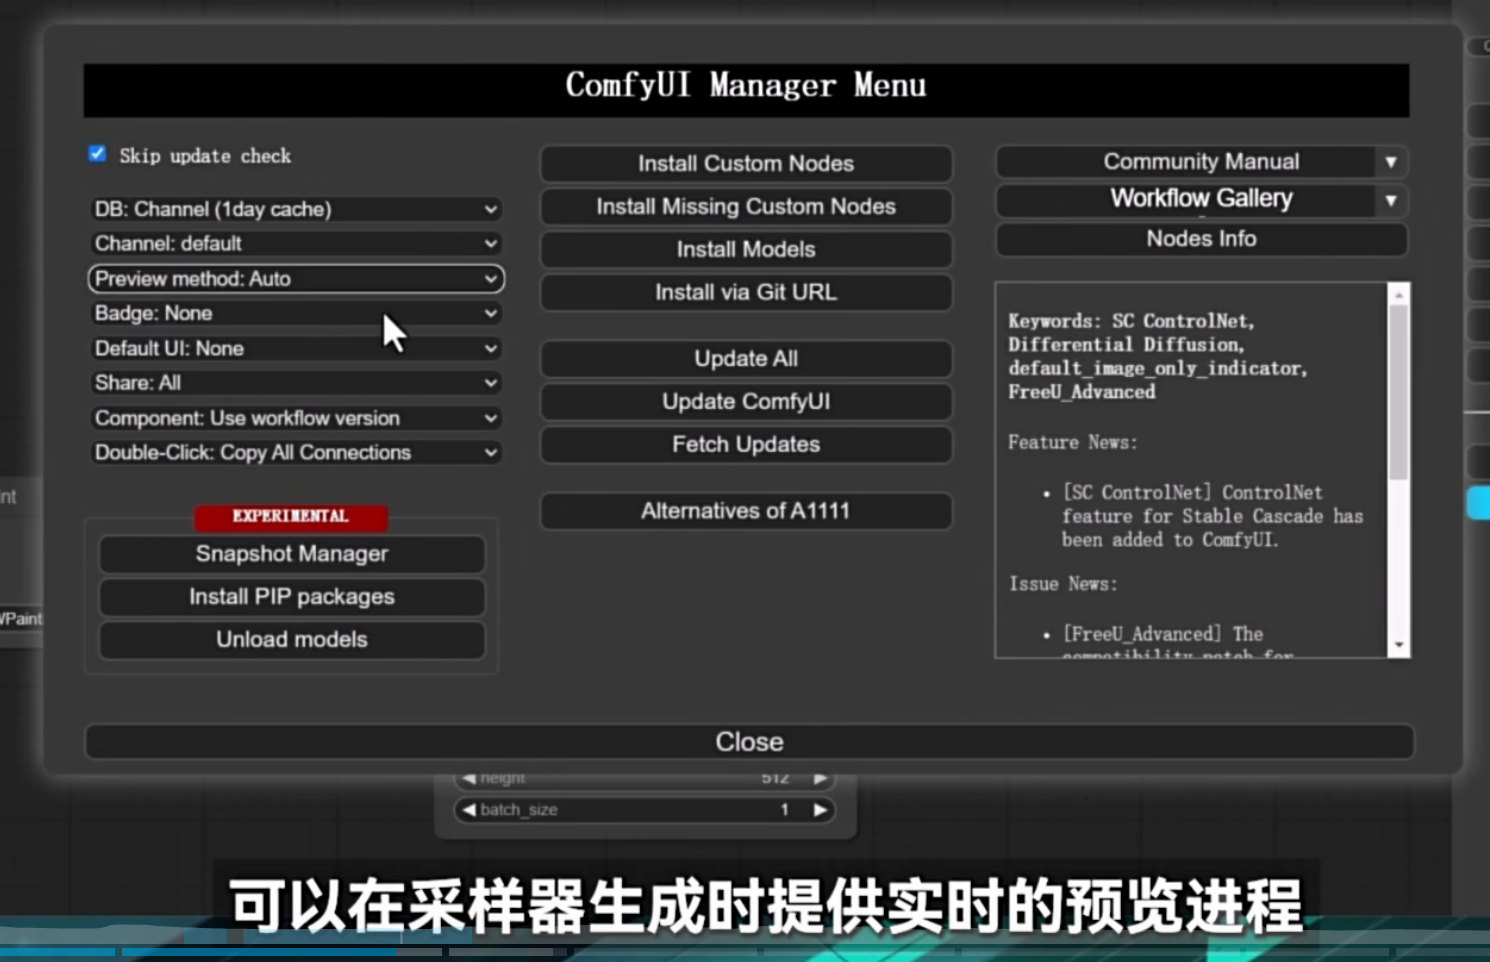 ComfyUI Manager Menu
Skip update check
DB: Channel (1day cache)
Channel: default
Preview method: Auto
Badge: None
Default UI: None
Share: All
Component: Use workflow version
Double-Click: Copy All Connections
EXPERIMENTAL
Snapshot Manager
Install PIP packages
Unload models
Install Custom Nodes
Install Missing Custom Nodes
Install Models
Install via Git URL
Update All
Update ComfyUI
Fetch Updates
Alternatives of A1111
Community Manual
Workflow Gallery
Nodes Info
Keywords: SC ControlNet,
Differential Diffusion,
default_image_only_indicator,
FreeU_Advanced
Feature News:
• [SC ControlNet] ControlNet
feature for Stable Cascade has
been added to ComfyUI.
Issue News:
• [FreeU_Advanced] The
compatibility patch for
Close
height 512
batch_size 1
可以在采样器生成时提供实时的预览进程